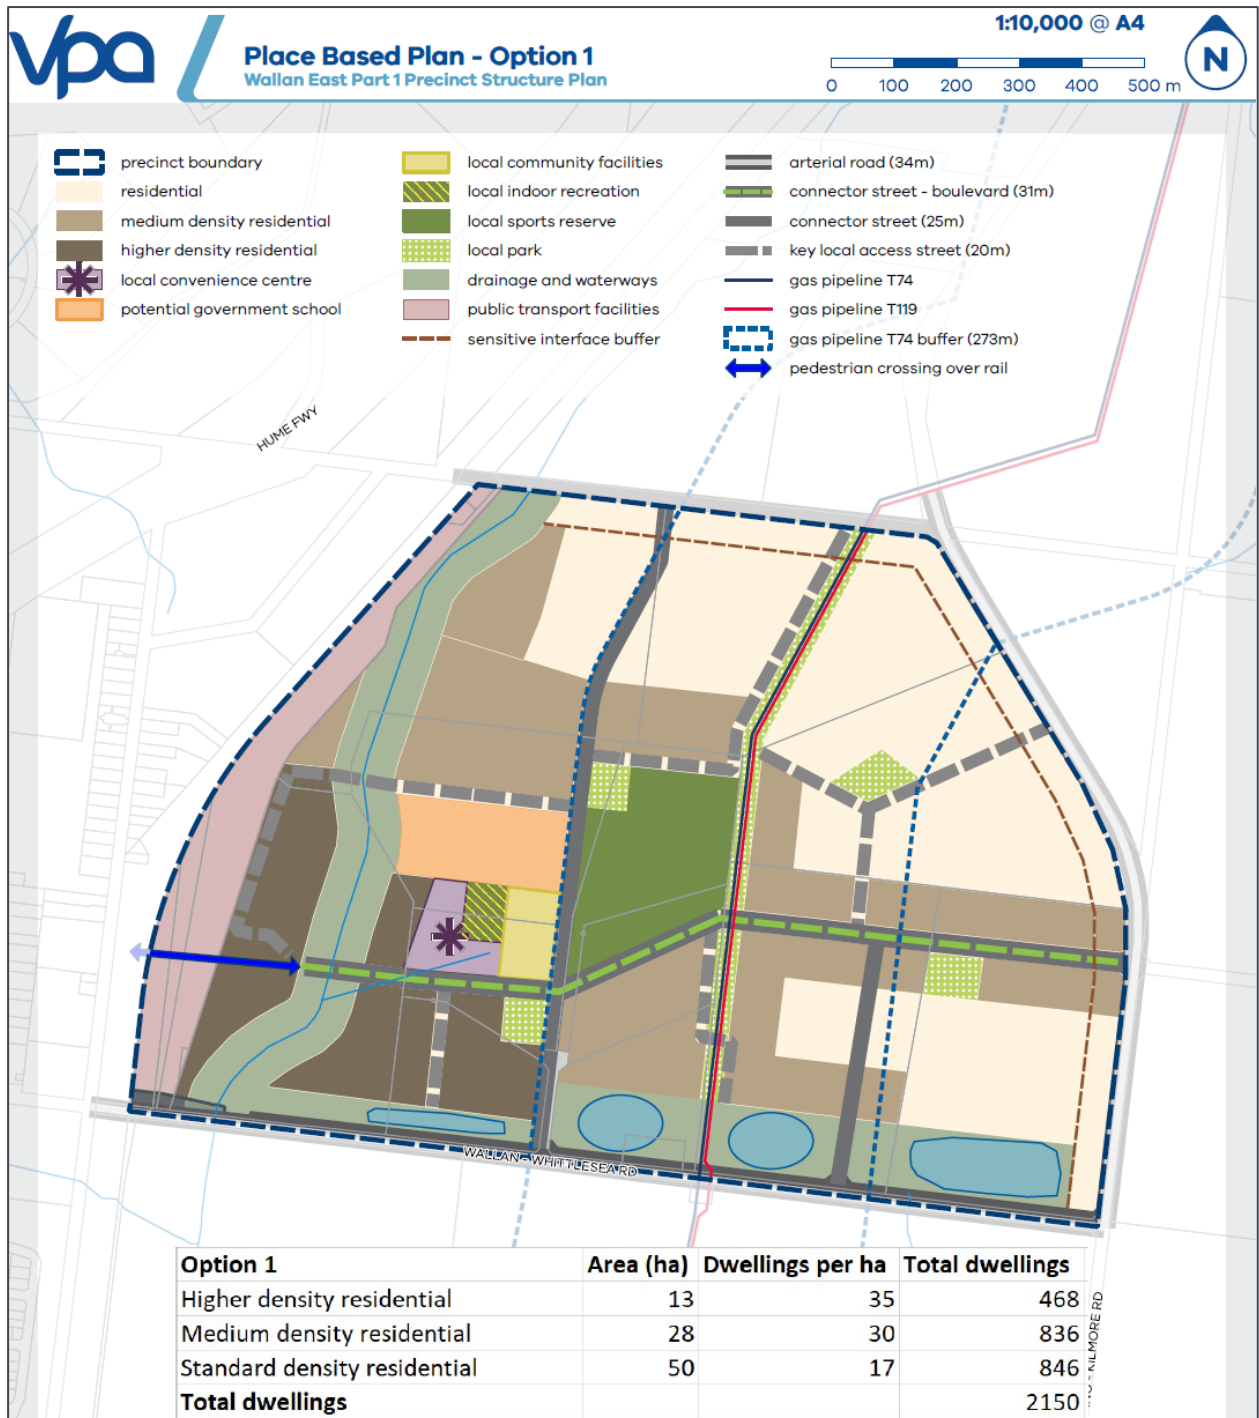 vpa
Place Based Plan - Option 1
Wallan East Part 1 Precinct Structure Plan
1:10,000 @ A4
0 100 200 300 400 500 m
N
precinct boundary
residential
medium density residential
higher density residential
local convenience centre
potential government school
local community facilities
local indoor recreation
local sports reserve
local park
drainage and waterways
public transport facilities
sensitive interface buffer
arterial road (34m)
connector street - boulevard (31m)
connector street (25m)
key local access street (20m)
gas pipeline T74
gas pipeline T119
gas pipeline T74 buffer (273m)
pedestrian crossing over rail
HUME FWY
WALLAN - WHITTLESEA RD
Option 1 Area (ha) Dwellings per ha Total dwellings
Higher density residential 13 35 468
Medium density residential 28 30 836
Standard density residential 50 17 846
Total dwellings 2150
KILMORE RD